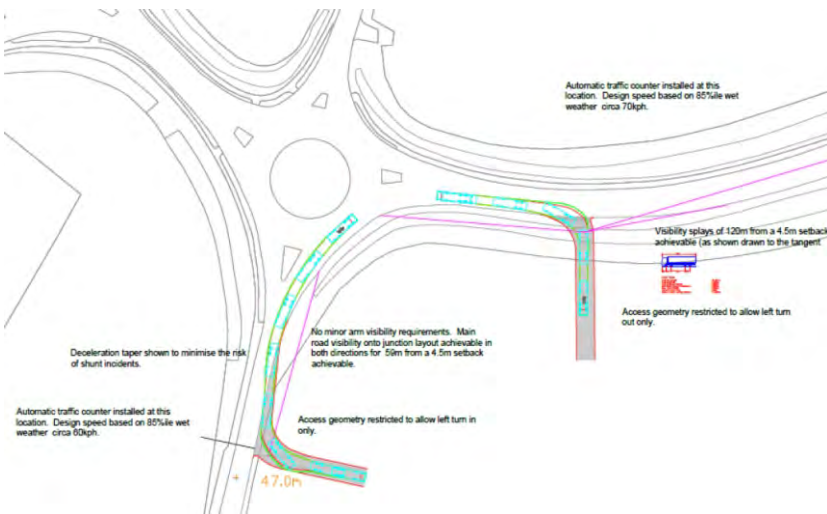 Automatic traffic counter installed at this
location. Design speed based on 85%ile wet
weather circa 70kph.
Visibility splays of 120m from a 4.5m setback
achievable (as shown drawn to the tangent
Access geometry restricted to allow left turn
out only.
No minor arm visibility requirements. Main
road visibility onto junction layout achievable in
both directions for 59m from a 4.5m setback
achievable.
Deceleration taper shown to minimise the risk
of shunt incidents.
Automatic traffic counter installed at this
location. Design speed based on 85%ile wet
weather circa 60kph.
Access geometry restricted to allow left turn in
only.
47.0m